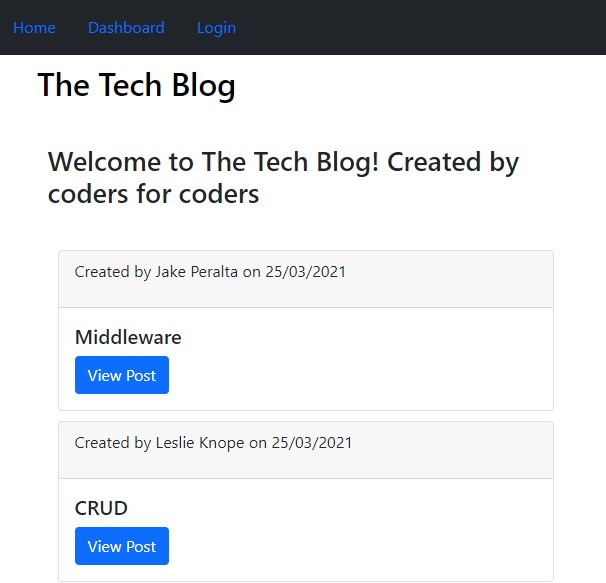 Home Dashboard Login
The Tech Blog
Welcome to The Tech Blog! Created by
coders for coders
Created by Jake Peralta on 25/03/2021
Middleware
View Post
Created by Leslie Knope on 25/03/2021
CRUD
View Post